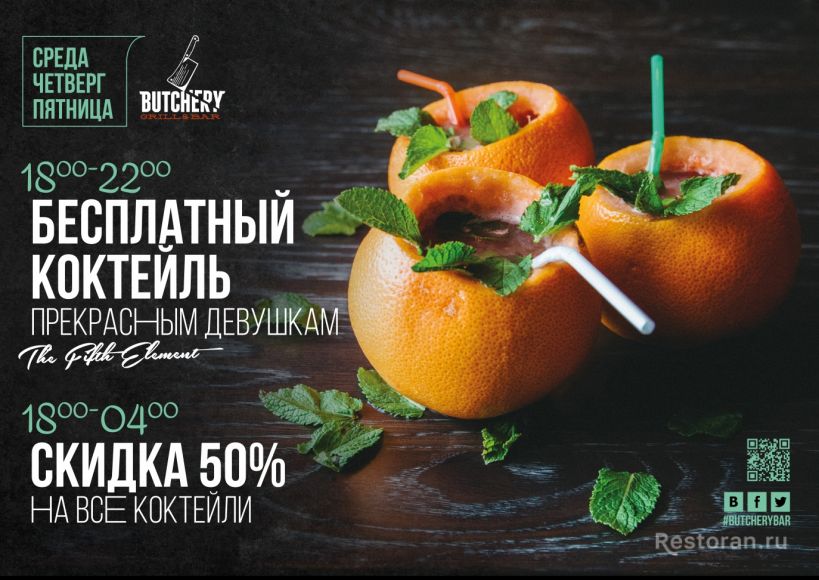 СРЕДА
ЧЕТВЕРГ
ПЯТНИЦА
BUTCHERY
GRILL & BAR
18⁰⁰-22⁰⁰
БЕСПЛАТНЫЙ
КОКТЕЙЛЬ
ПРЕКРАСНЫМ ДЕВУШКАМ
The Fifth Element
18⁰⁰-04⁰⁰
СКИДКА 50%
НА ВСЕ КОКТЕЙЛИ
#BUTCHERYBAR
Restoran.ru